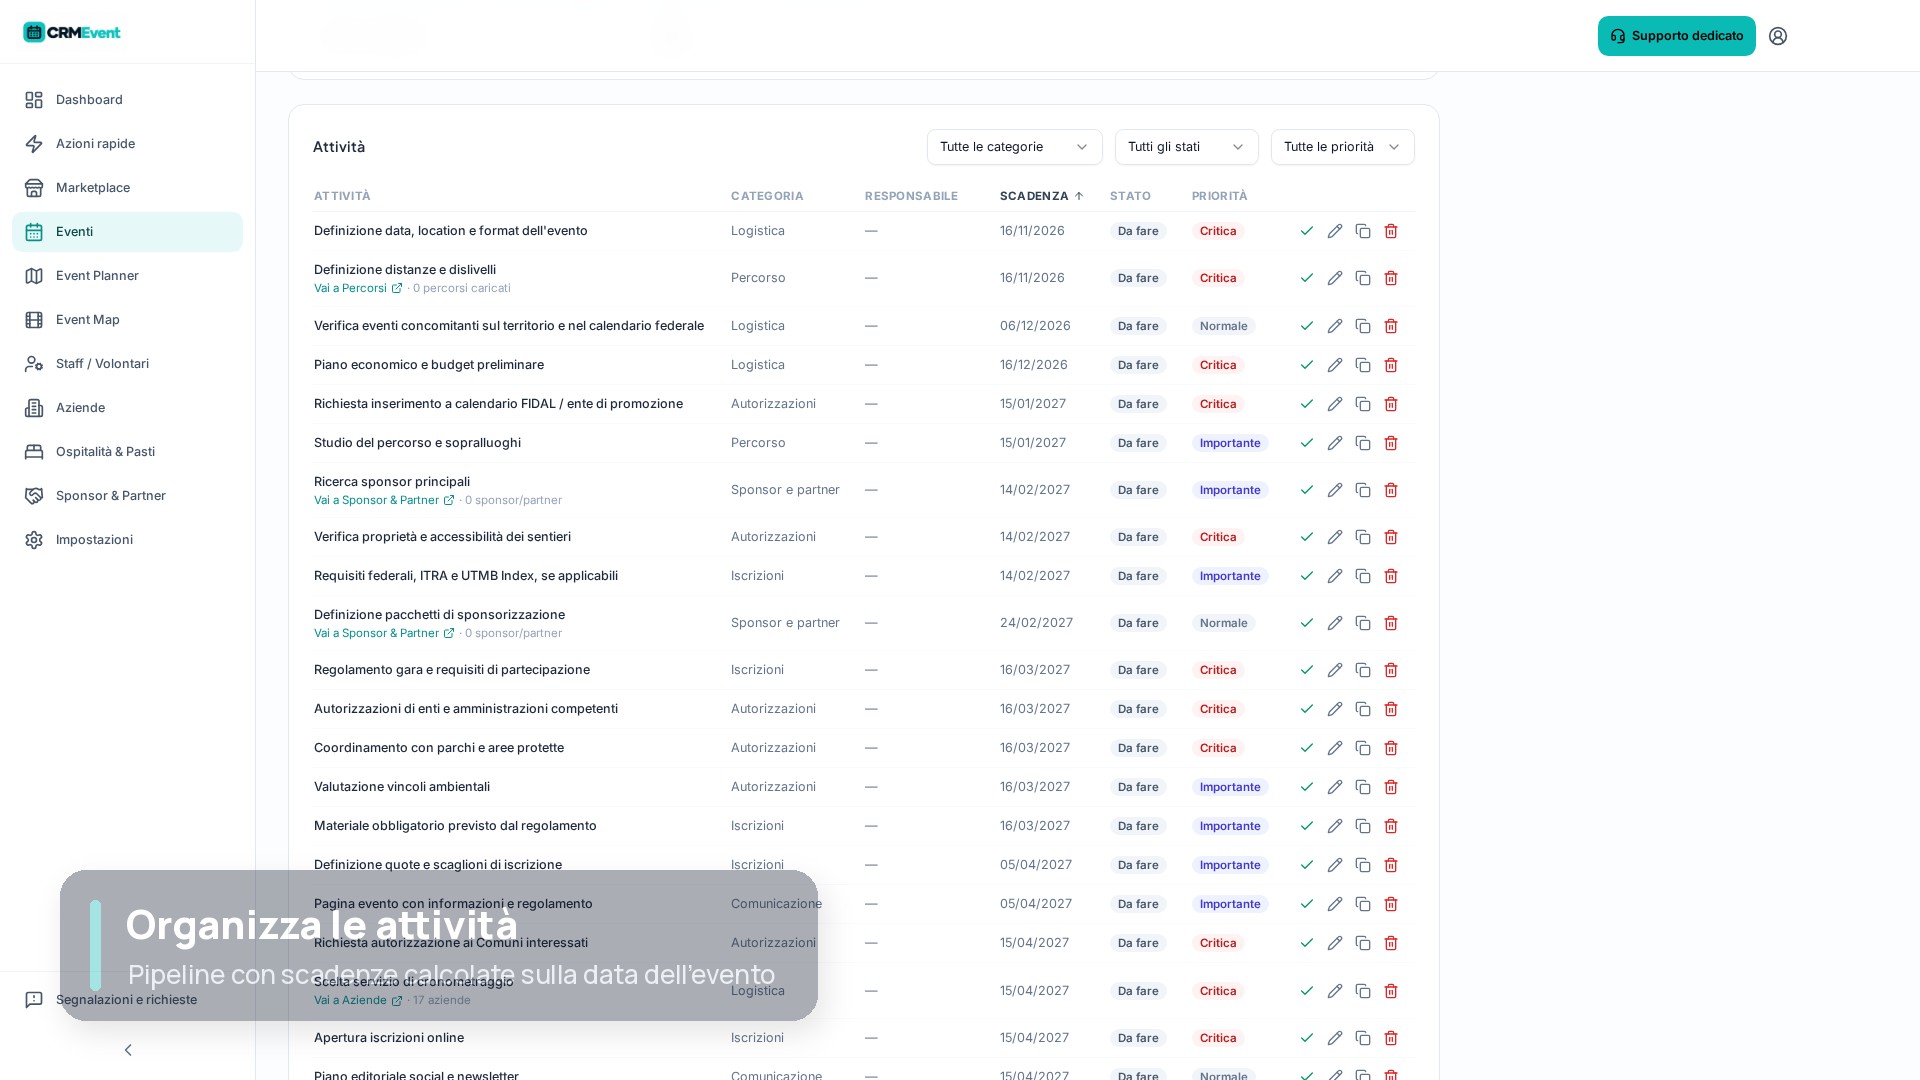 CRMEvent
Supporto dedicato
Dashboard
Azioni rapide
Marketplace
Eventi
Event Planner
Event Map
Staff / Volontari
Aziende
Ospitalità & Pasti
Sponsor & Partner
Impostazioni
Segnalazioni e richieste
Attività
Tutte le categorie
Tutti gli stati
Tutte le priorità
ATTIVITÀ CATEGORIA RESPONSABILE SCADENZA ↑ STATO PRIORITÀ
Definizione data, location e format dell'evento Logistica — 16/11/2026 Da fare Critica
Definizione distanze e dislivelli Percorso — 16/11/2026 Da fare Critica
Vai a Percorsi · 0 percorsi caricati
Verifica eventi concomitanti sul territorio e nel calendario federale Logistica — 06/12/2026 Da fare Normale
Piano economico e budget preliminare Logistica — 16/12/2026 Da fare Critica
Richiesta inserimento a calendario FIDAL / ente di promozione Autorizzazioni — 15/01/2027 Da fare Critica
Studio del percorso e sopralluoghi Percorso — 15/01/2027 Da fare Importante
Ricerca sponsor principali Sponsor e partner — 14/02/2027 Da fare Importante
Vai a Sponsor & Partner · 0 sponsor/partner
Verifica proprietà e accessibilità dei sentieri Autorizzazioni — 14/02/2027 Da fare Critica
Requisiti federali, ITRA e UTMB Index, se applicabili Iscrizioni — 14/02/2027 Da fare Importante
Definizione pacchetti di sponsorizzazione Sponsor e partner — 24/02/2027 Da fare Normale
Vai a Sponsor & Partner · 0 sponsor/partner
Regolamento gara e requisiti di partecipazione Iscrizioni — 16/03/2027 Da fare Critica
Autorizzazioni di enti e amministrazioni competenti Autorizzazioni — 16/03/2027 Da fare Critica
Coordinamento con parchi e aree protette Autorizzazioni — 16/03/2027 Da fare Critica
Valutazione vincoli ambientali Autorizzazioni — 16/03/2027 Da fare Importante
Materiale obbligatorio previsto dal regolamento Iscrizioni — 16/03/2027 Da fare Importante
Definizione quote e scaglioni di iscrizione Iscrizioni — 05/04/2027 Da fare Importante
Pagina evento con informazioni e regolamento Comunicazione — 05/04/2027 Da fare Importante
Richiesta autorizzazione ai Comuni interessati Autorizzazioni — 15/04/2027 Da fare Critica
Scelta servizio di cronometraggio Logistica — 15/04/2027 Da fare Critica
Vai a Aziende · 17 aziende
Apertura iscrizioni online Iscrizioni — 15/04/2027 Da fare Critica
Piano editoriale social e newsletter Comunicazione — 15/04/2027 Da fare Normale
Organizza le attività
Pipeline con scadenze calcolate sulla data dell'evento